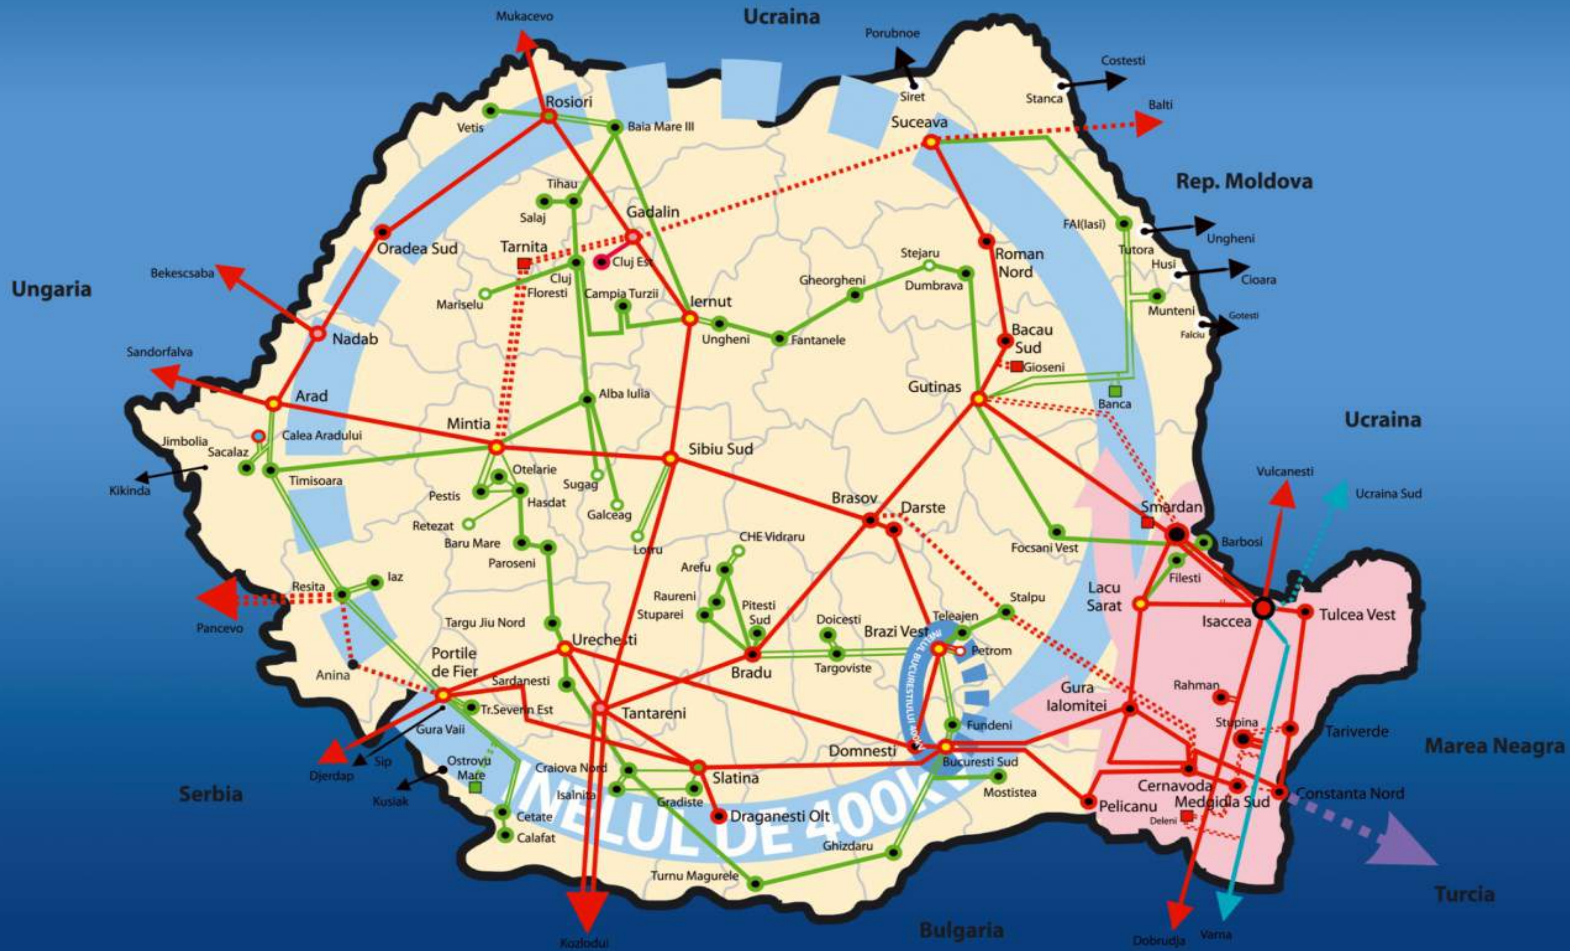 Mukacevo
Ucraina
Porubnoe
Costesti
Siret
Stanca
Balti
Rosiori
Vetis
Baia Mare III
Suceava
Rep. Moldova
Tihau
Salaj
Gadalin
FAI(Iasi)
Tutora
Ungheni
Oradea Sud
Tarnita
Cluj Est
Stejaru
Roman
Nord
Husi
Cioara
Bekescsaba
Ungaria
Cluj
Floresti
Mariselu
Campia Turzii
Gheorgheni
Dumbrava
Iernut
Munteni
Gotesti
Falciu
Nadab
Ungheni
Fantanele
Bacau
Sud
Gioseni
Sandorfalva
Arad
Alba Iulia
Gutinas
Banca
Mintia
Ucraina
Jimbolia
Calea Aradului
Sacalaz
Sibiu Sud
Kikinda
Timisoara
Otelarie
Pestis
Hasdat
Sugag
Galceag
Vulcanesti
Ucraina Sud
Brasov
Darste
Smardan
Retezat
Baru Mare
Lotru
CHE Vidraru
Focsani Vest
Barbosi
Paroseni
Arefu
Filesti
Resita
Iaz
Raureni
Stuparei
Pitesti
Sud
Lacu
Sarat
Stalpu
Isaccea
Tulcea Vest
Pancevo
Targu Jiu Nord
Urechesti
Doicesti
Teleajen
Brazi Vest
Petrom
INELUL BUCURESTIULUI 400KV
Anina
Portile
de Fier
Sardanesti
Bradu
Targoviste
Gura
Ialomitei
Rahman
Tr.Severin Est
Tantareni
Stupina
Fundeni
Tariverde
Gura Vaii
Domnesti
Marea Neagra
Djerdap
Sip
Ostrovu
Mare
Craiova Nord
Slatina
Bucuresti Sud
Kusiak
Isalnita
Gradiste
Mostistea
Cernavoda
Pelicanu
Medgidia Sud
Constanta Nord
Serbia
Cetate
Draganesti Olt
Deleni
INELUL DE 400KV
Calafat
Ghizdaru
Turnu Magurele
Turcia
Kozlodui
Bulgaria
Dobrudja
Varna